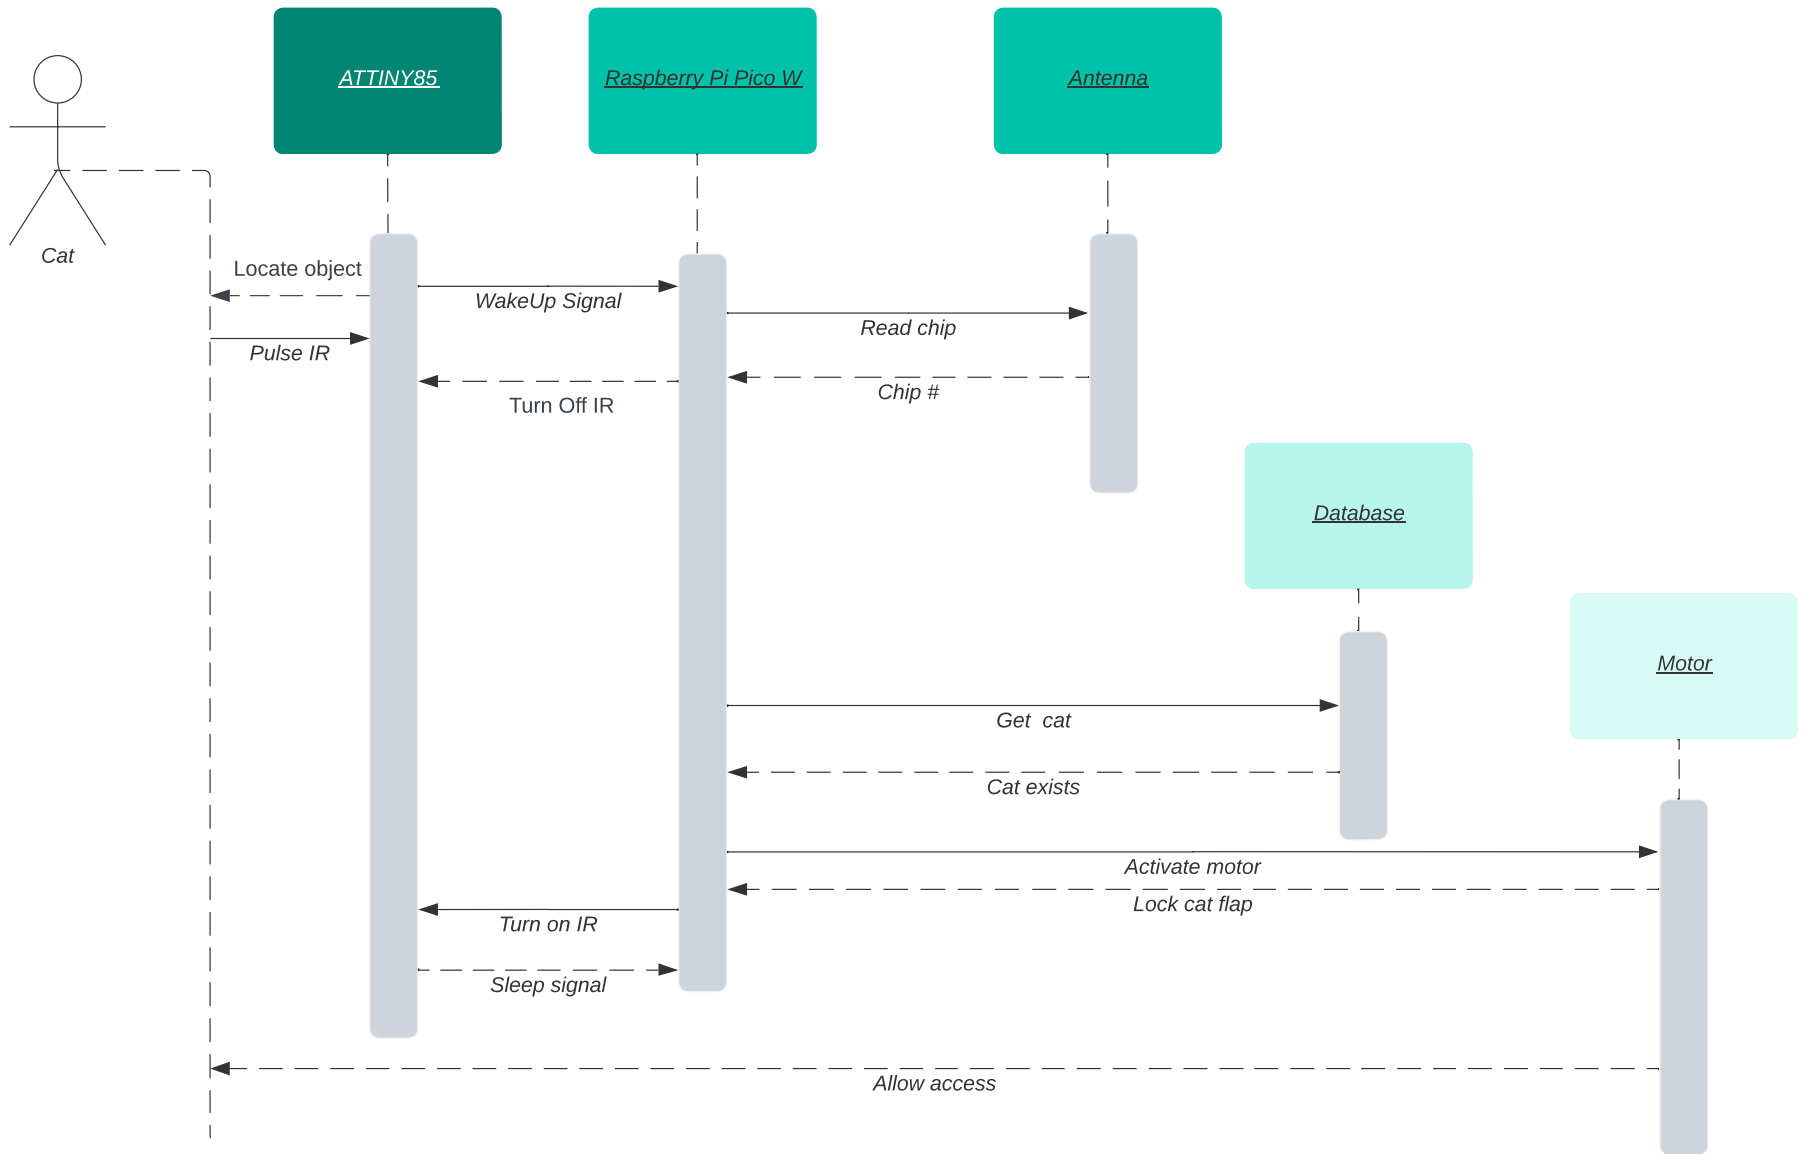 ATTINY85
Raspberry Pi Pico W
Antenna
Cat
Locate object
WakeUp Signal
Read chip
Pulse IR
Chip #
Turn Off IR
Database
Motor
Get  cat
Cat exists
Activate motor
Lock cat flap
Turn on IR
Sleep signal
Allow access